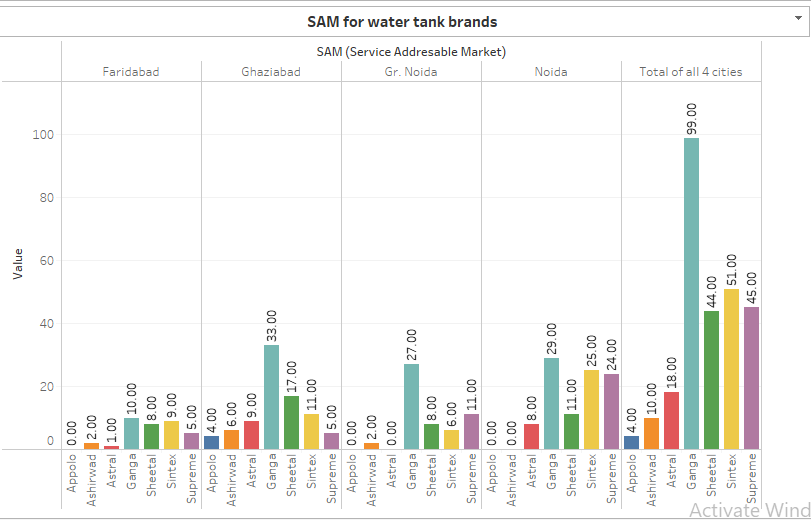 SAM for water tank brands
SAM (Service Addresable Market)
Faridabad Ghaziabad Gr. Noida Noida Total of all 4 cities
Value
100
80
60
40
20
0
0.00 2.00 1.00 10.00 8.00 9.00 5.00 4.00 6.00 9.00 33.00 17.00 11.00 5.00 0.00 2.00 0.00 27.00 8.00 6.00 11.00 0.00 0.00 8.00 29.00 11.00 25.00 24.00 4.00 10.00 18.00 99.00 44.00 51.00 45.00
Appolo Ashirwad Astral Ganga Sheetal Sintex Supreme Appolo Ashirwad Astral Ganga Sheetal Sintex Supreme Appolo Ashirwad Astral Ganga Sheetal Sintex Supreme Appolo Ashirwad Astral Ganga Sheetal Sintex Supreme Appolo Ashirwad Astral Ganga Sheetal Sintex Supreme
Activate Wind